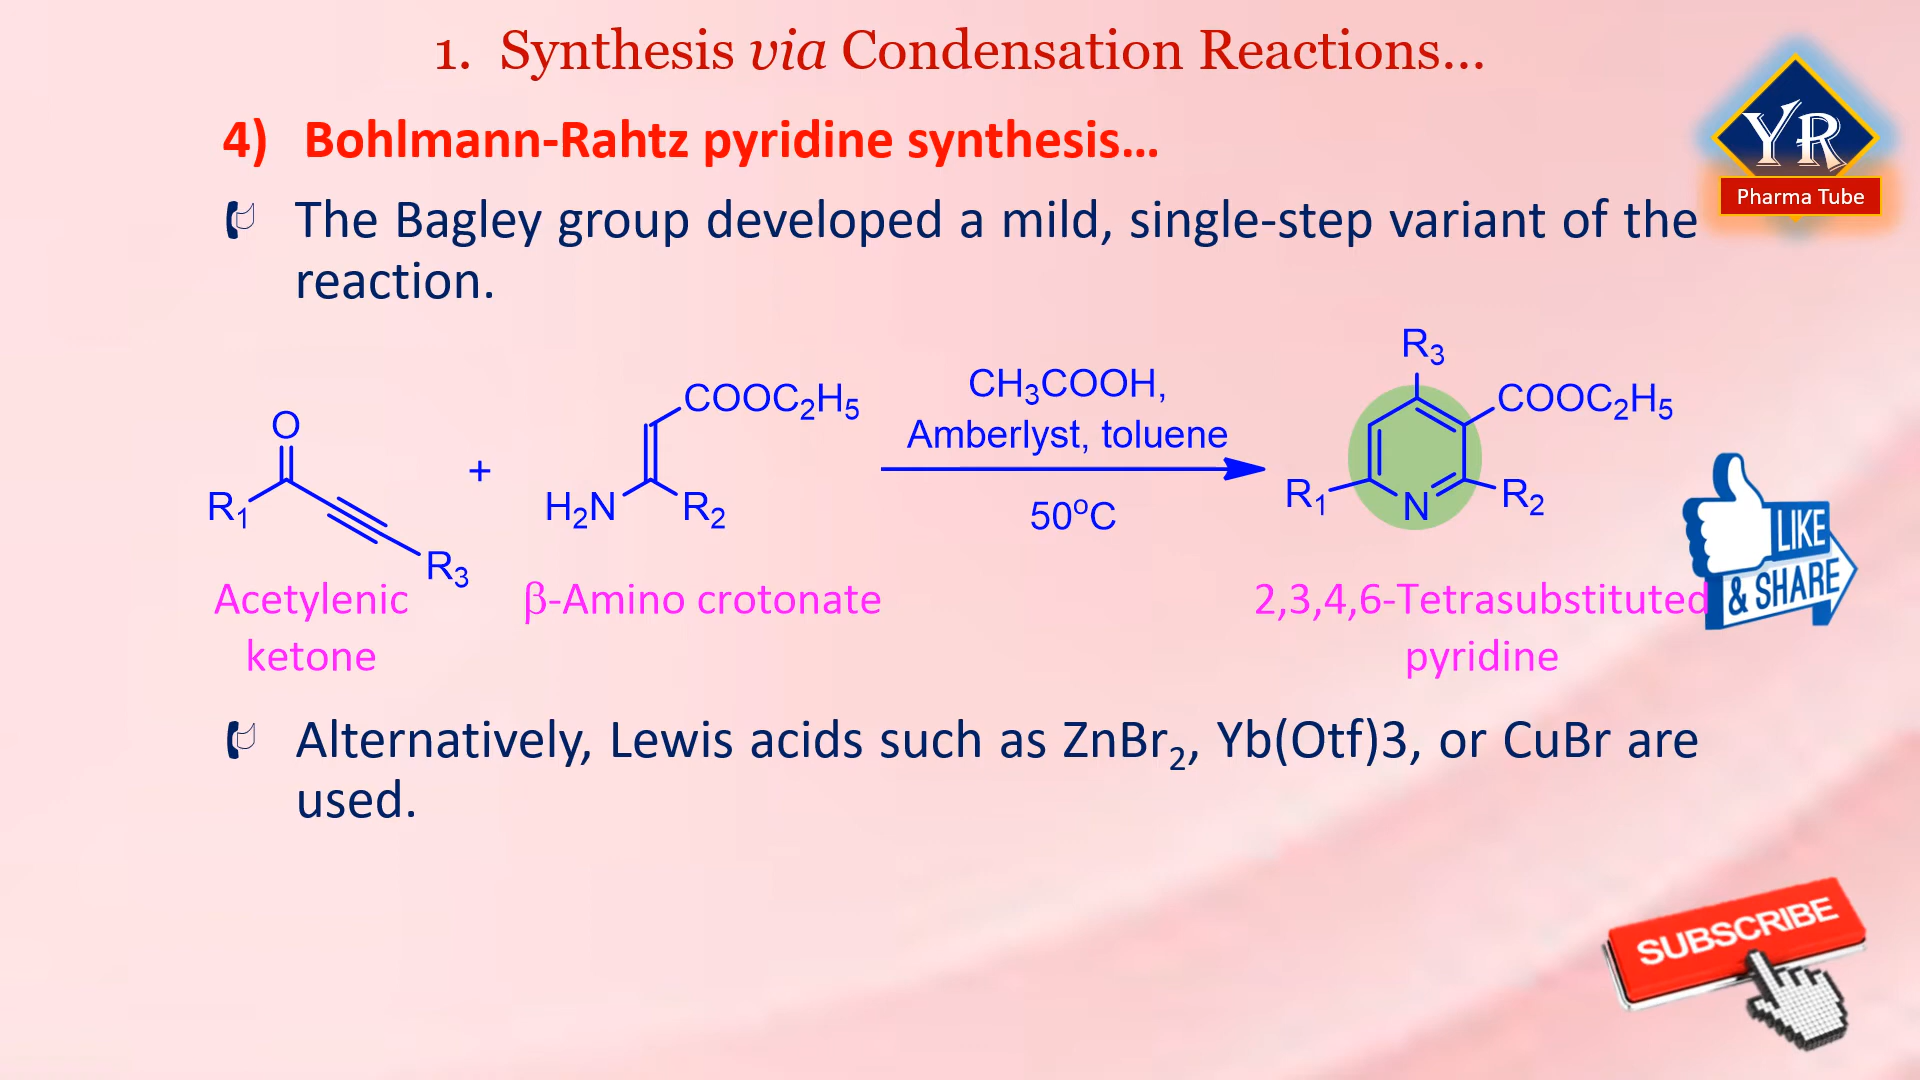 1. Synthesis via Condensation Reactions...
YR
Pharma Tube
4) Bohlmann-Rahtz pyridine synthesis...
The Bagley group developed a mild, single-step variant of the
reaction.
O
R1
R3
+
COOC2H5
H2N
R2
CH3COOH,
Amberlyst, toluene
50°C
R3
COOC2H5
R1
N
R2
Acetylenic
ketone
β-Amino crotonate
2,3,4,6-Tetrasubstituted
pyridine
LIKE
& SHARE
Alternatively, Lewis acids such as ZnBr2, Yb(Otf)3, or CuBr are
used.
SUBSCRIBE